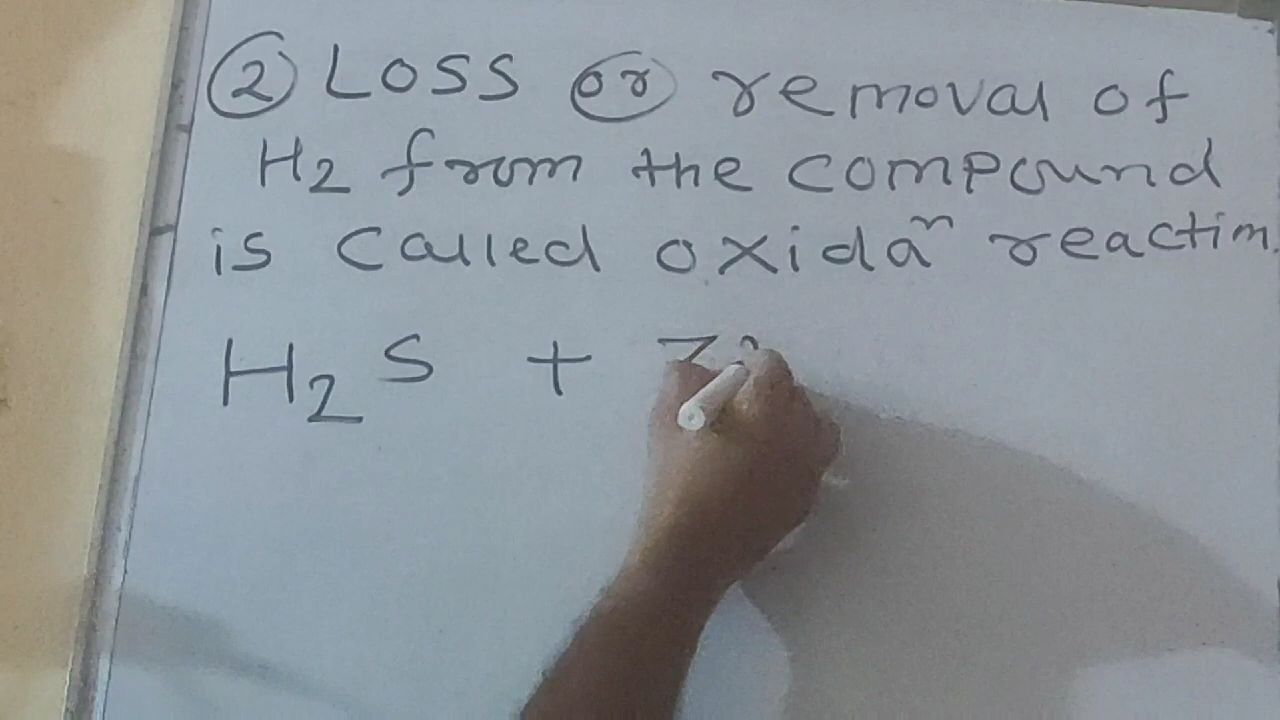 ② LOSS or removal of
H2 from the compound
is called oxidaⁿ reaction.
H2S +